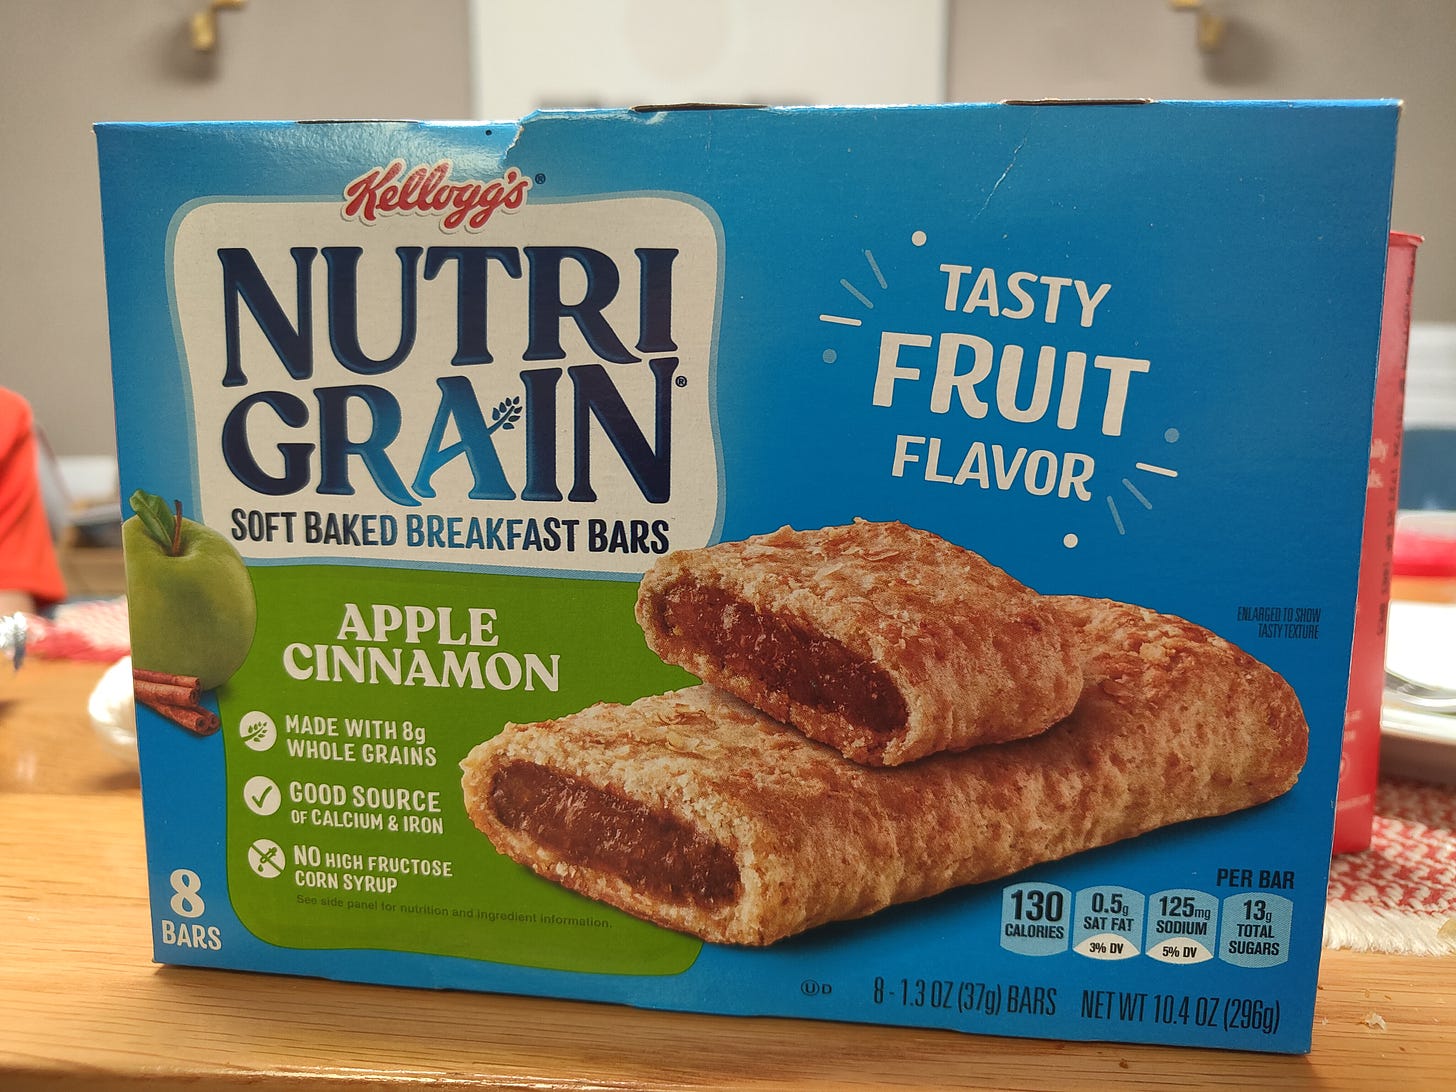 Kellogg's®
NUTRI
GRAIN®
SOFT BAKED BREAKFAST BARS
TASTY
FRUIT
FLAVOR
ENLARGED TO SHOW
TASTY TEXTURE
APPLE
CINNAMON
MADE WITH 8g
WHOLE GRAINS
GOOD SOURCE
OF CALCIUM & IRON
NO HIGH FRUCTOSE
CORN SYRUP
See side panel for nutrition and ingredient information.
8
BARS
PER BAR
130
CALORIES
0.5g
SAT FAT
3% DV
125mg
SODIUM
5% DV
13g
TOTAL
SUGARS
U D
8 - 1.3 OZ (37g) BARS NET WT 10.4 OZ (296g)